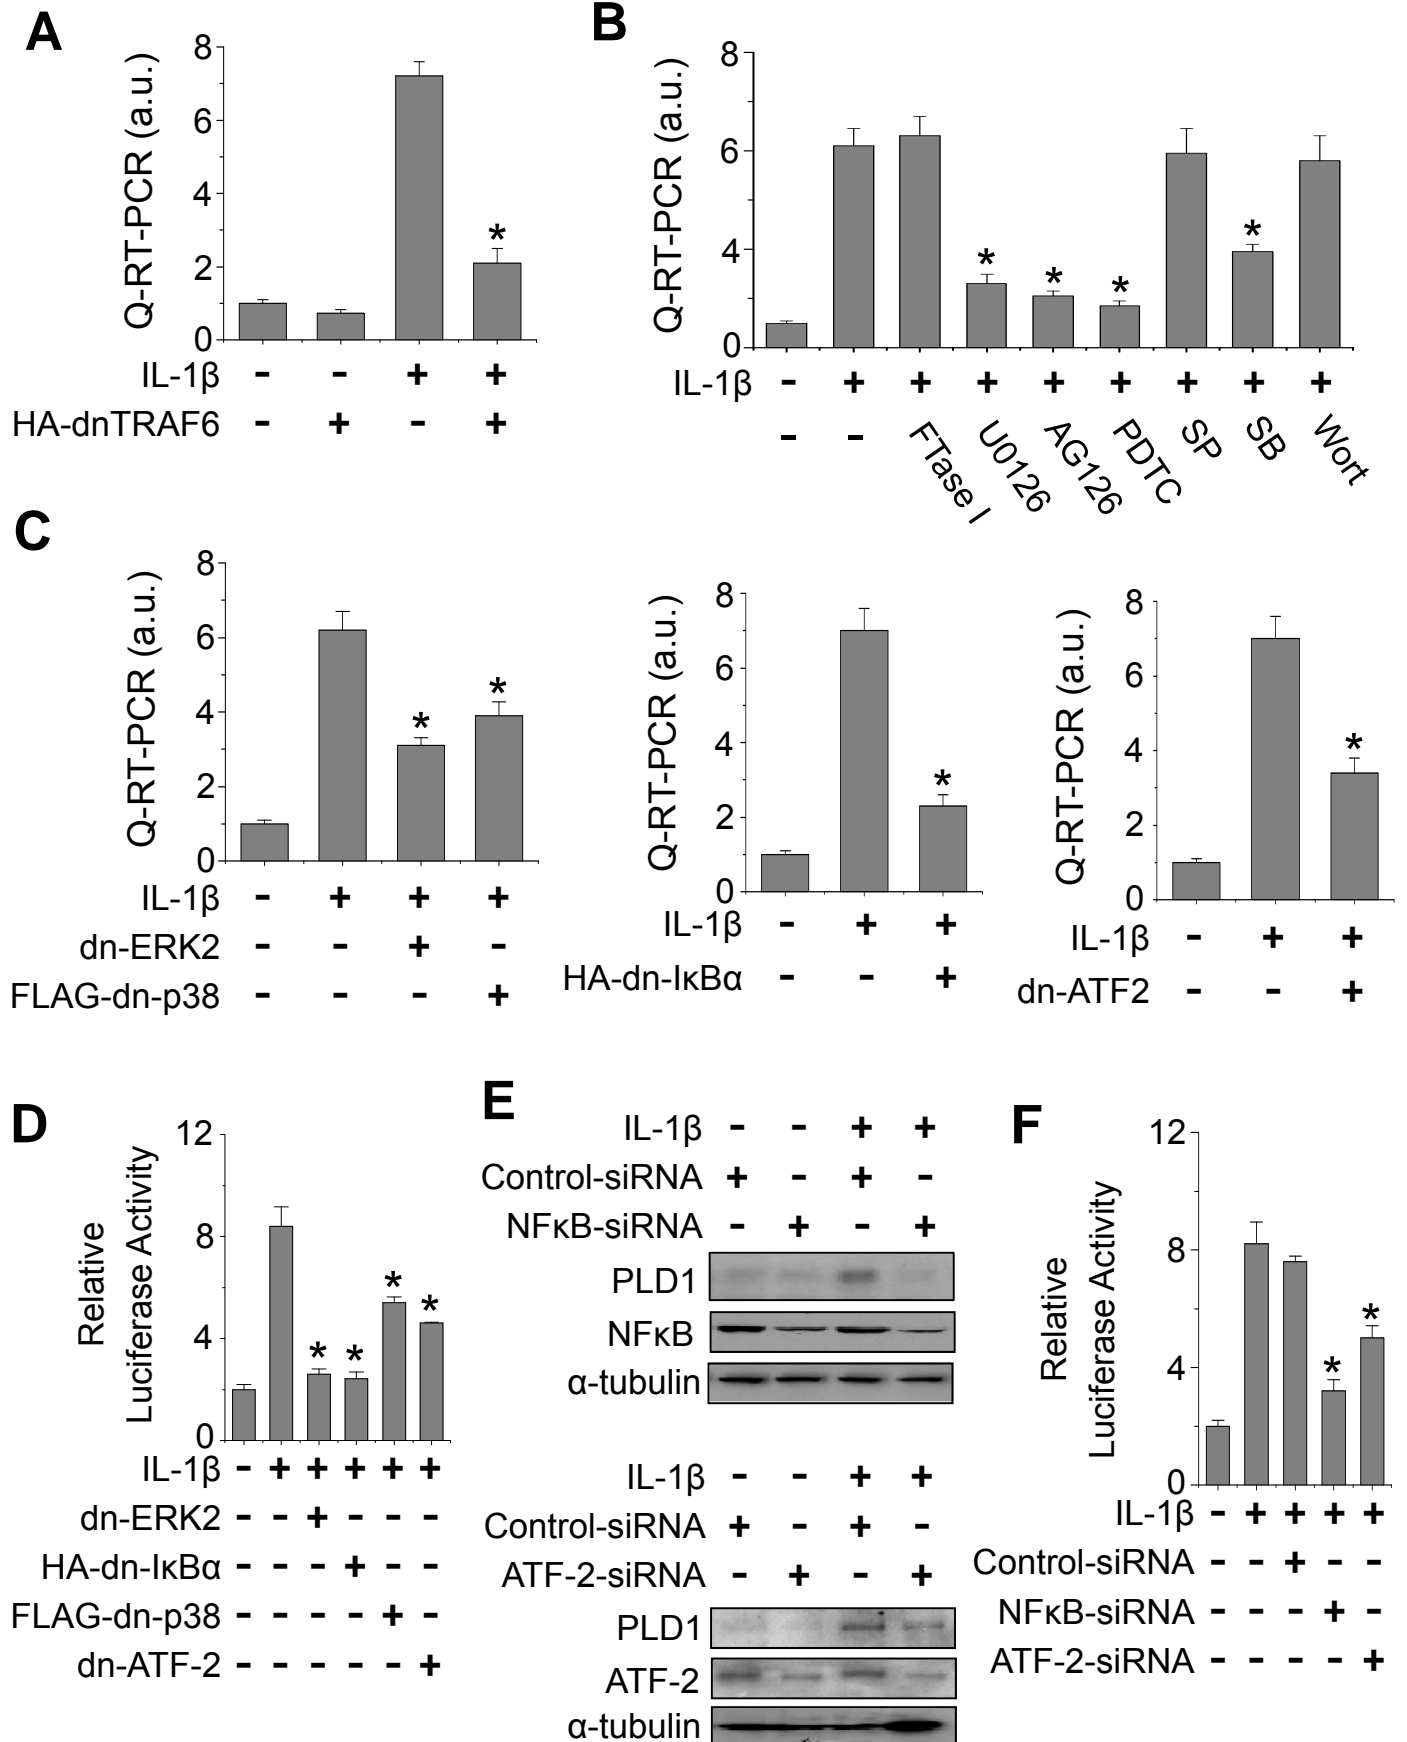 A
Q-RT-PCR (a.u.)
8
6
4
2
0
*
IL-1β - - + +
HA-dnTRAF6 - + - +
B
Q-RT-PCR (a.u.)
8
6
4
0
* * * *
IL-1β - + + + + + + + +
- - FTase I U0126 AG126 PDTC SP SB Wort
C
Q-RT-PCR (a.u.)
8
6
4
2
0
* *
IL-1β - + + +
dn-ERK2 - - + -
FLAG-dn-p38 - - - +
Q-RT-PCR (a.u.)
8
6
4
2
0
*
IL-1β - + +
HA-dn-IκBα - - +
Q-RT-PCR (a.u.)
8
6
4
2
0
*
IL-1β - + +
dn-ATF2 - - +
D
Relative
Luciferase Activity
12
8
4
0
* * * *
IL-1β - + + + + +
dn-ERK2 - - + - - -
HA-dn-IκBα - - - + - -
FLAG-dn-p38 - - - - + -
dn-ATF-2 - - - - - +
E
IL-1β - - + +
Control-siRNA + - + -
NFκB-siRNA - + - +
PLD1
NFκB
α-tubulin
IL-1β - - + +
Control-siRNA + - + -
ATF-2-siRNA - + - +
PLD1
ATF-2
α-tubulin
F
Relative
Luciferase Activity
12
8
4
0
* *
IL-1β - + + + +
Control-siRNA - - + - -
NFκB-siRNA - - - + -
ATF-2-siRNA - - - - +